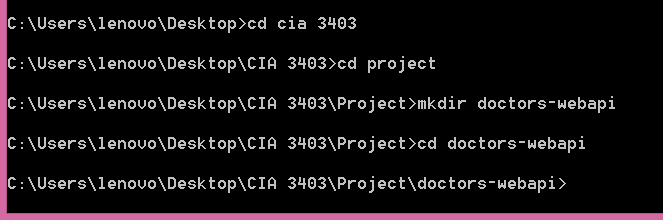 C:\Users\lenovo\Desktop>cd cia 3403
C:\Users\lenovo\Desktop\CIA 3403>cd project
C:\Users\lenovo\Desktop\CIA 3403\Project>mkdir doctors-webapi
C:\Users\lenovo\Desktop\CIA 3403\Project>cd doctors-webapi
C:\Users\lenovo\Desktop\CIA 3403\Project\doctors-webapi>